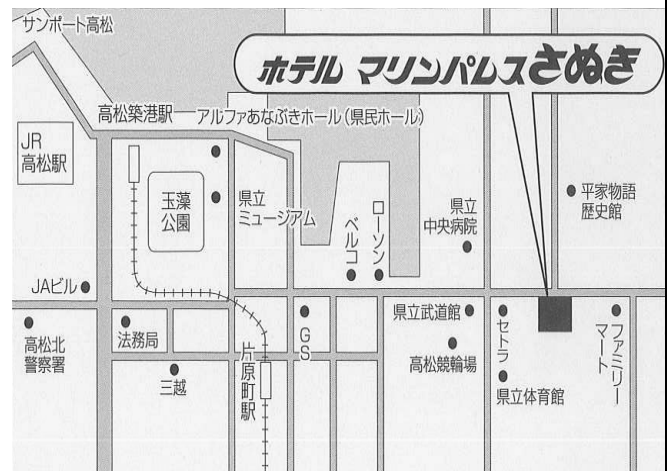 サンポート高松
ホテル マリンパレスさぬき
高松築港駅
アルファあなぶきホール(県民ホール)
JR
高松駅
玉藻
公園
県立
ミュージアム
ベルコ
ローソン
県立
中央病院
平家物語
歴史館
JAビル
高松北
警察署
法務局
三越
片原町駅
GS
県立武道館
高松競輪場
セトラ
県立体育館
ファミリー
マート